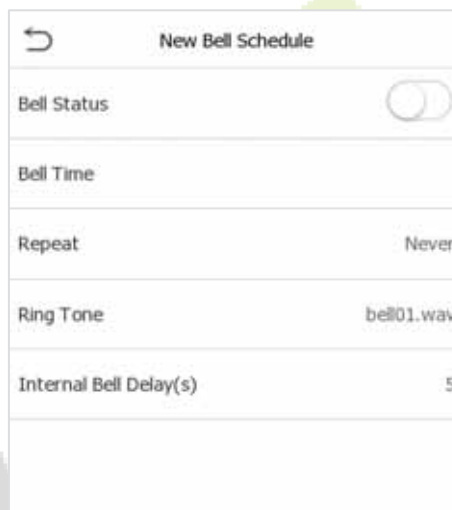 New Bell Schedule
Bell Status
Bell Time
Repeat Never
Ring Tone bell01.wav
Internal Bell Delay(s) 5